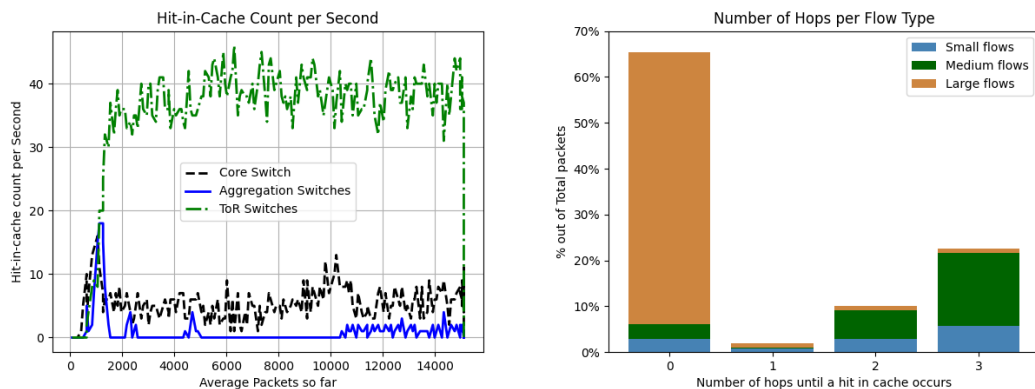 Hit-in-Cache Count per Second
Hit-in-cache count per Second
40
30
20
10
0
Core Switch
Aggregation Switches
ToR Switches
0 2000 4000 6000 8000 10000 12000 14000
Average Packets so far
Number of Hops per Flow Type
% out of Total packets
70%
60%
50%
40%
30%
20%
10%
0%
Small flows
Medium flows
Large flows
0 1 2 3
Number of hops until a hit in cache occurs